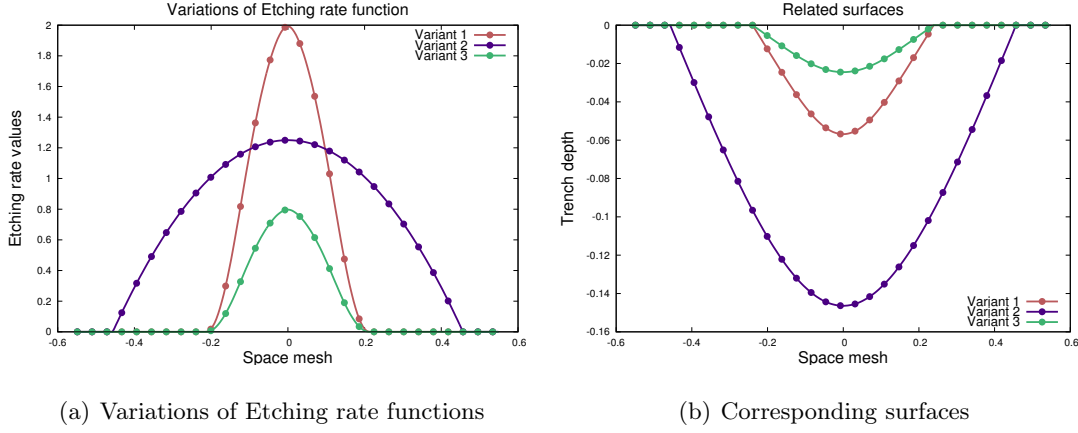 Variations of Etching rate function
Etching rate values
2
1.8
1.6
1.4
1.2
1
0.8
0.6
0.4
0.2
0
-0.6
-0.4
-0.2
0
0.2
0.4
0.6
Space mesh
Variant 1
Variant 2
Variant 3
(a) Variations of Etching rate functions
Related surfaces
Trench depth
0
-0.02
-0.04
-0.06
-0.08
-0.1
-0.12
-0.14
-0.16
-0.6
-0.4
-0.2
0
0.2
0.4
0.6
Space mesh
Variant 1
Variant 2
Variant 3
(b) Corresponding surfaces